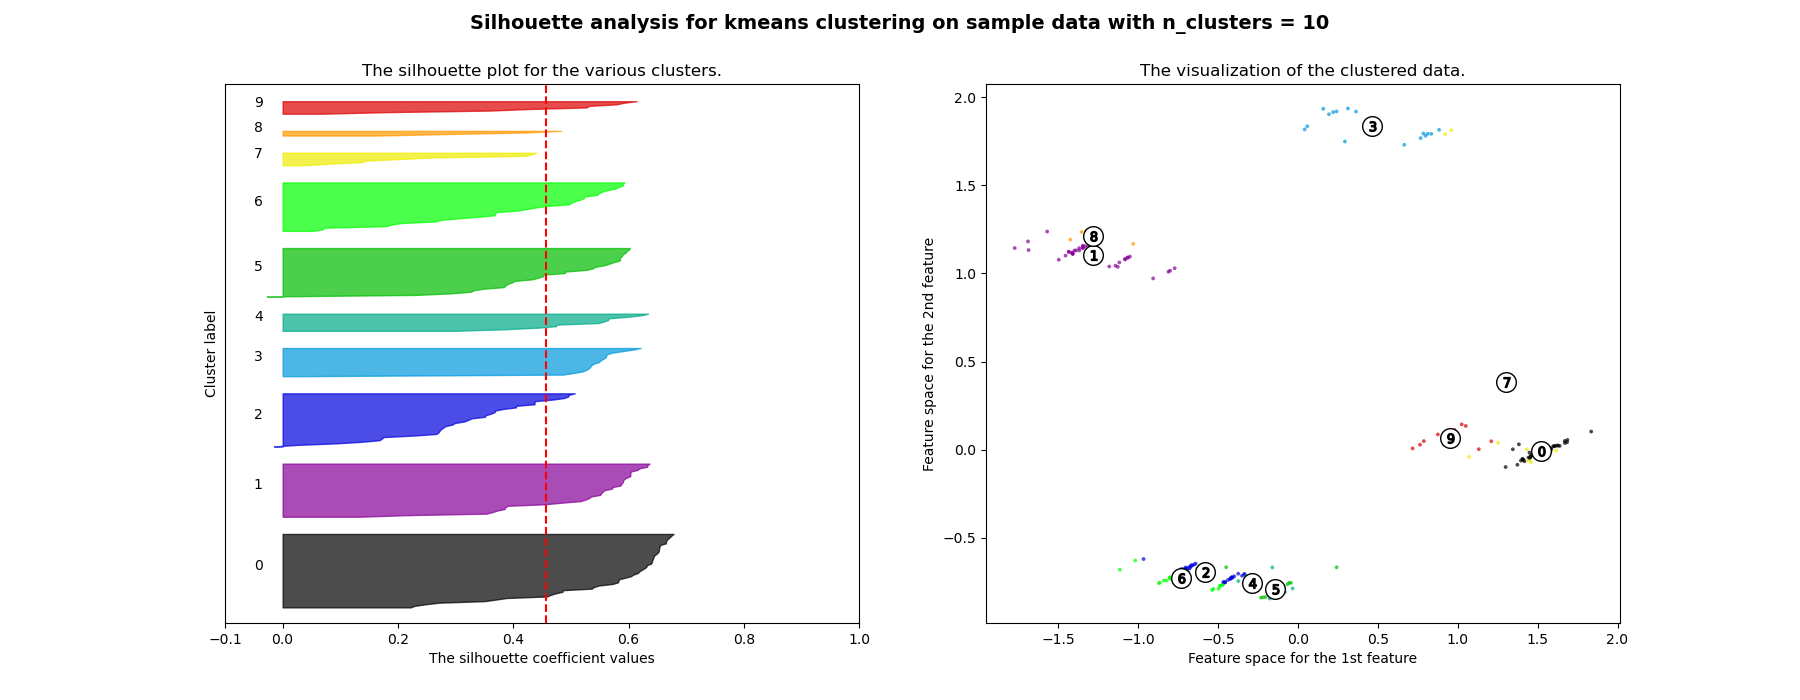 Silhouette analysis for kmeans clustering on sample data with n_clusters = 10
The silhouette plot for the various clusters.
9
8
7
6
5
4
3
2
1
0
Cluster label
−0.1 0.0 0.2 0.4 0.6 0.8 1.0
The silhouette coefficient values
The visualization of the clustered data.
2.0
1.5
1.0
0.5
0.0
−0.5
Feature space for the 2nd feature
3
8
1
7
9
0
6
2
4
5
−1.5 −1.0 −0.5 0.0 0.5 1.0 1.5 2.0
Feature space for the 1st feature